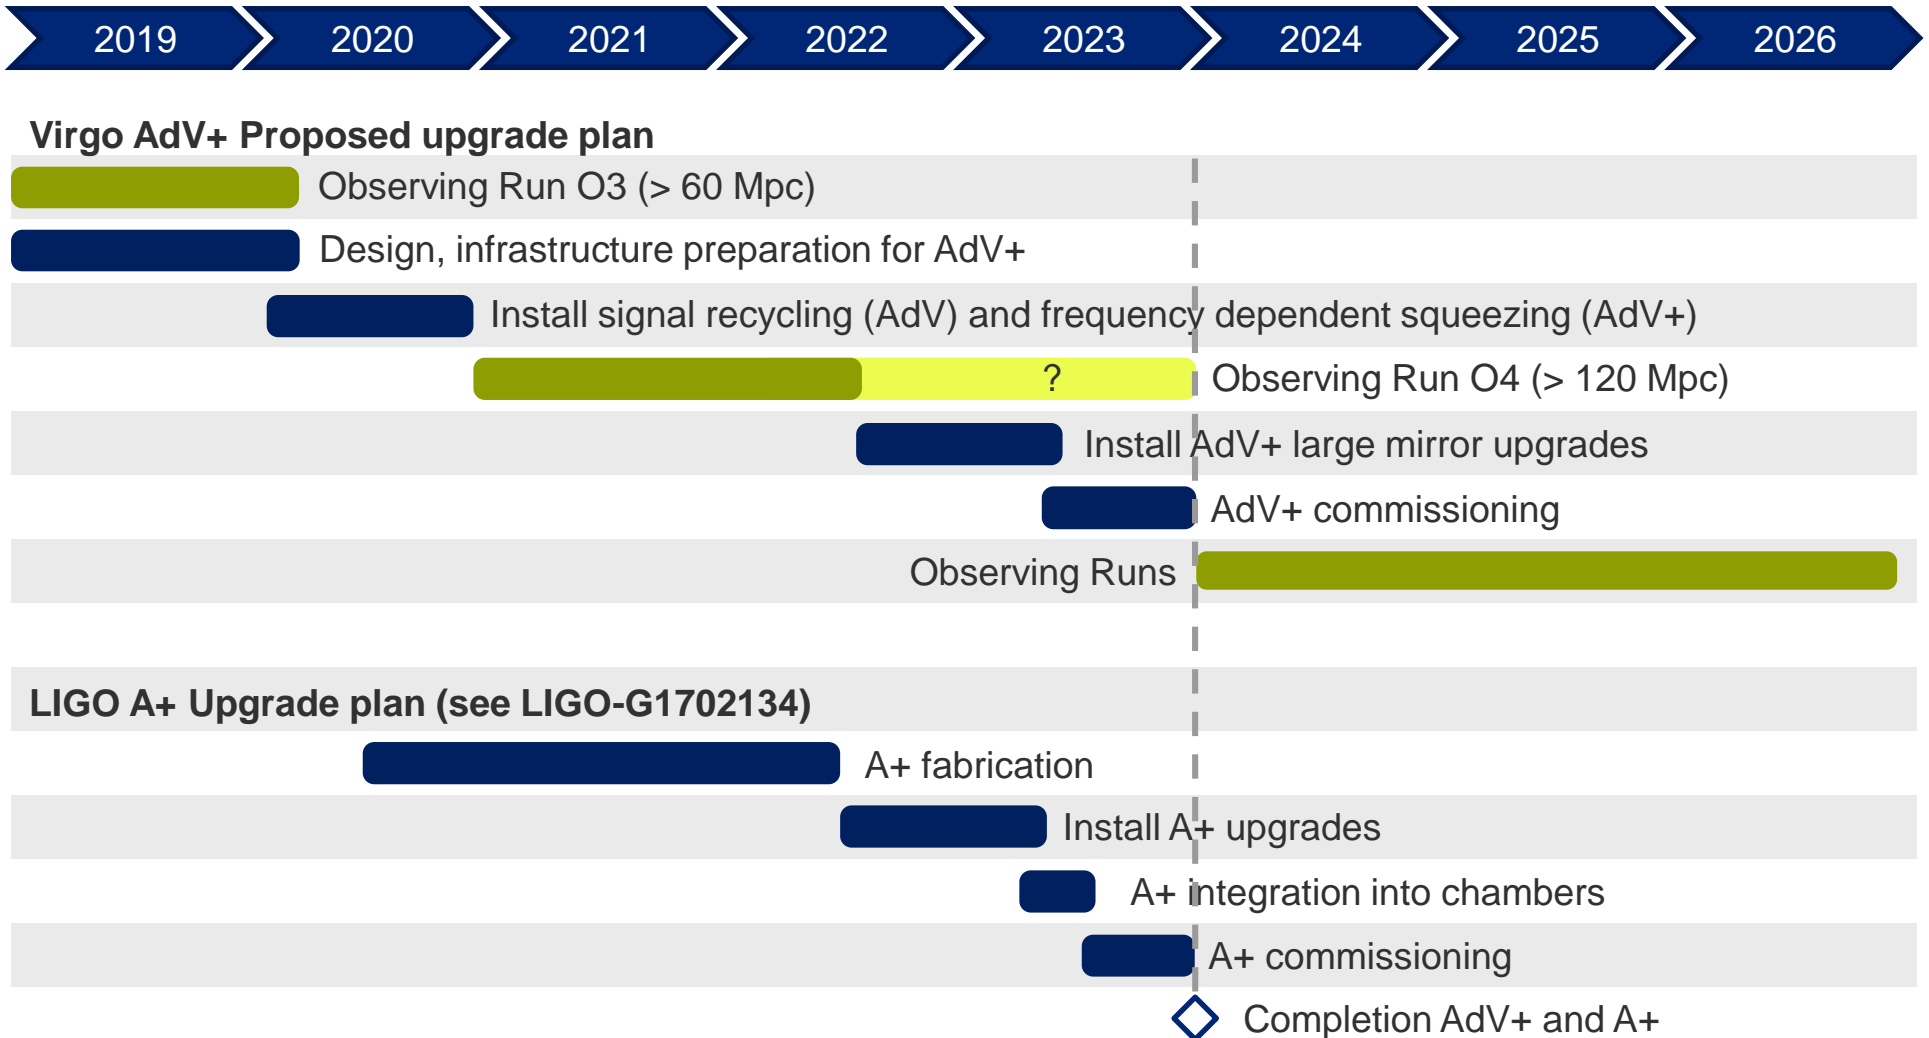 2019 2020 2021 2022 2023 2024 2025 2026
Virgo AdV+ Proposed upgrade plan
Observing Run O3 (> 60 Mpc)
Design, infrastructure preparation for AdV+
Install signal recycling (AdV) and frequency dependent squeezing (AdV+)
? Observing Run O4 (> 120 Mpc)
Install AdV+ large mirror upgrades
AdV+ commissioning
Observing Runs
LIGO A+ Upgrade plan (see LIGO-G1702134)
A+ fabrication
Install A+ upgrades
A+ integration into chambers
A+ commissioning
Completion AdV+ and A+